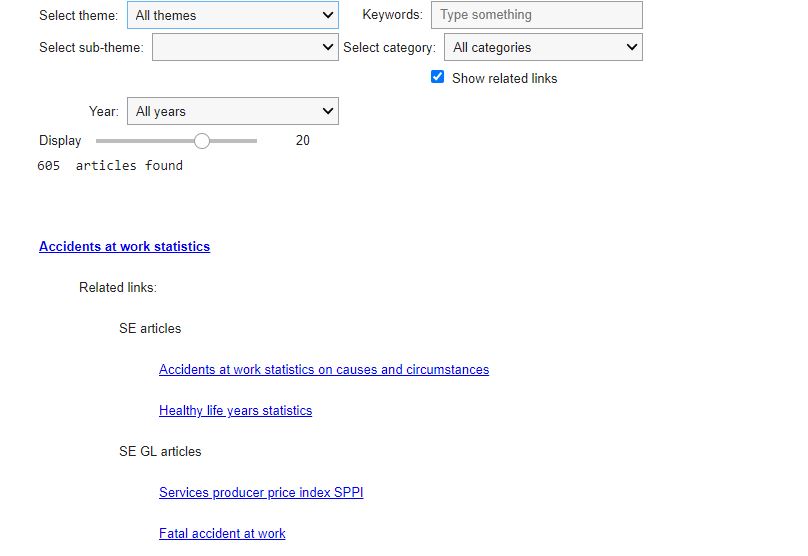 Select theme: All themes Keywords: Type something
Select sub-theme: Select category: All categories
Show related links
Year: All years
Display 20
605 articles found
Accidents at work statistics
Related links:
SE articles
Accidents at work statistics on causes and circumstances
Healthy life years statistics
SE GL articles
Services producer price index SPPI
Fatal accident at work